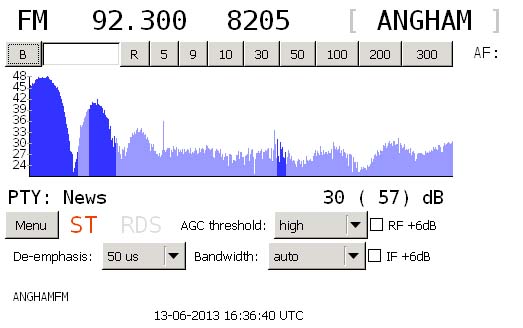 FM 92.300 8205 [ ANGHAM ]
B R 5 9 10 30 50 100 200 300 AF:
48
45
42
39
36
33
30
27
24
PTY: News 30 ( 57) dB
Menu ST RDS AGC threshold: high RF +6dB
De-emphasis: 50 us Bandwidth: auto IF +6dB
ANGHAMFM
13-06-2013 16:36:40 UTC